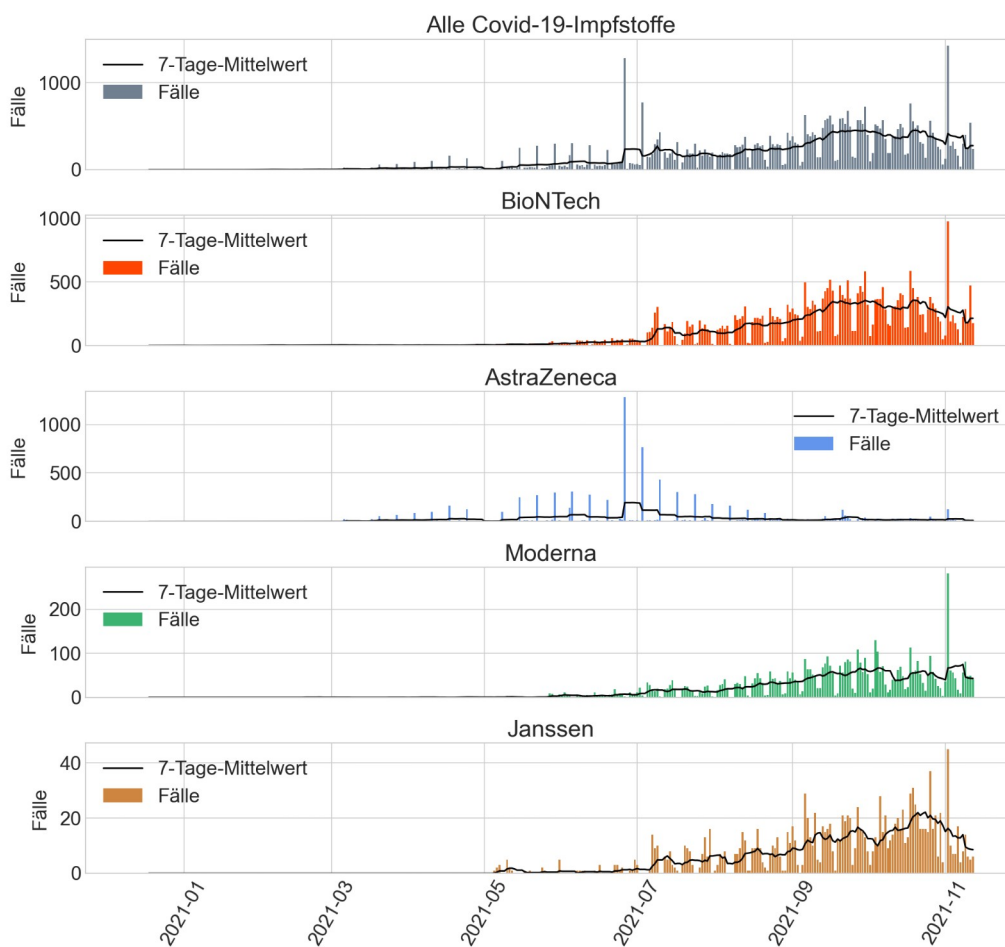 Alle Covid-19-Impfstoffe
Fälle
1000
0
7-Tage-Mittelwert
Fälle
BioNTech
Fälle
1000
500
0
7-Tage-Mittelwert
Fälle
AstraZeneca
Fälle
1000
500
0
7-Tage-Mittelwert
Fälle
Moderna
Fälle
200
100
0
7-Tage-Mittelwert
Fälle
Janssen
Fälle
40
20
0
7-Tage-Mittelwert
Fälle
2021-01
2021-03
2021-05
2021-07
2021-09
2021-11